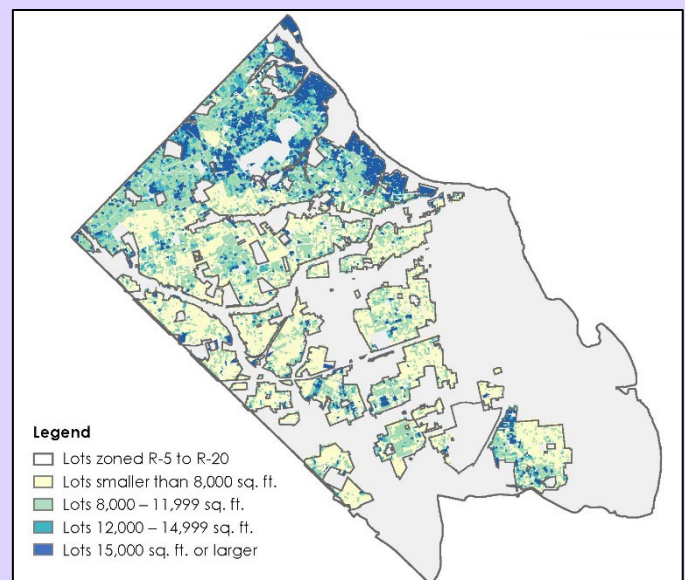 Legend
Lots zoned R-5 to R-20
Lots smaller than 8,000 sq. ft.
Lots 8,000 – 11,999 sq. ft.
Lots 12,000 – 14,999 sq. ft.
Lots 15,000 sq. ft. or larger